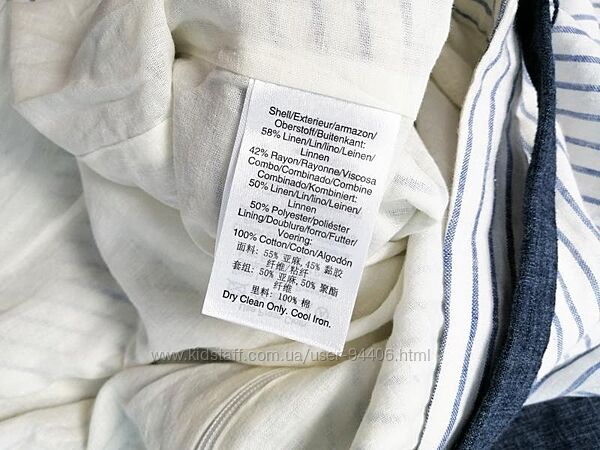 Shell/Exterieur/armazon/
Oberstoff/Buitenkant:
58% Linen/Lin/lino/Leinen/
Linnen
42% Rayon/Rayonne/Viscosa
Combo/Combinado/Combine
Combinado/Kombiniert:
50% Linen/Lin/lino/Leinen/
Linnen
50% Polyester/poliéster
Lining/Doublure/forro/Futter/
Voering:
100% Cotton/Coton/Algodón
面料: 55% 亚麻,45% 黏胶
纤维/粘纤
套组: 50% 亚麻,50% 聚酯
纤维
里料: 100% 棉
Dry Clean Only. Cool Iron.
www.kidstaff.com.ua/user-94406.html